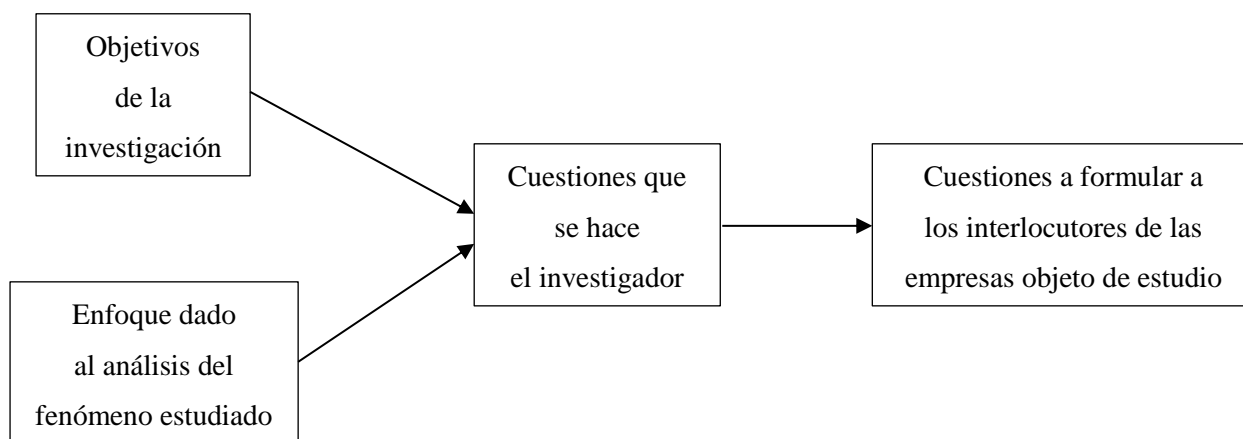 Objetivos
de la
investigación
Enfoque dado
al análisis del
fenómeno estudiado
Cuestiones que
se hace
el investigador
Cuestiones a formular a
los interlocutores de las
empresas objeto de estudio